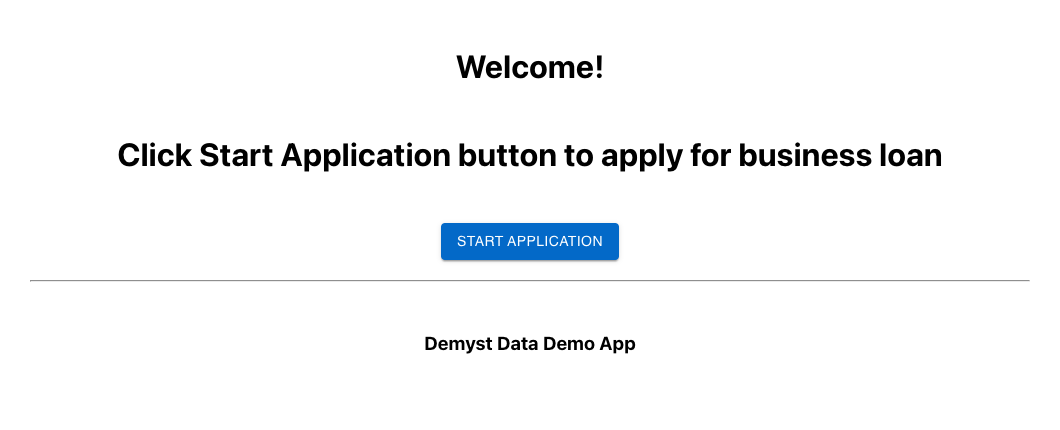 Welcome!
Click Start Application button to apply for business loan
START APPLICATION
Demyst Data Demo App